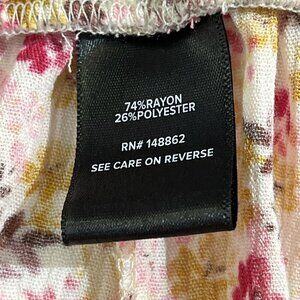 74%RAYON
26%POLYESTER
RN# 148862
SEE CARE ON REVERSE